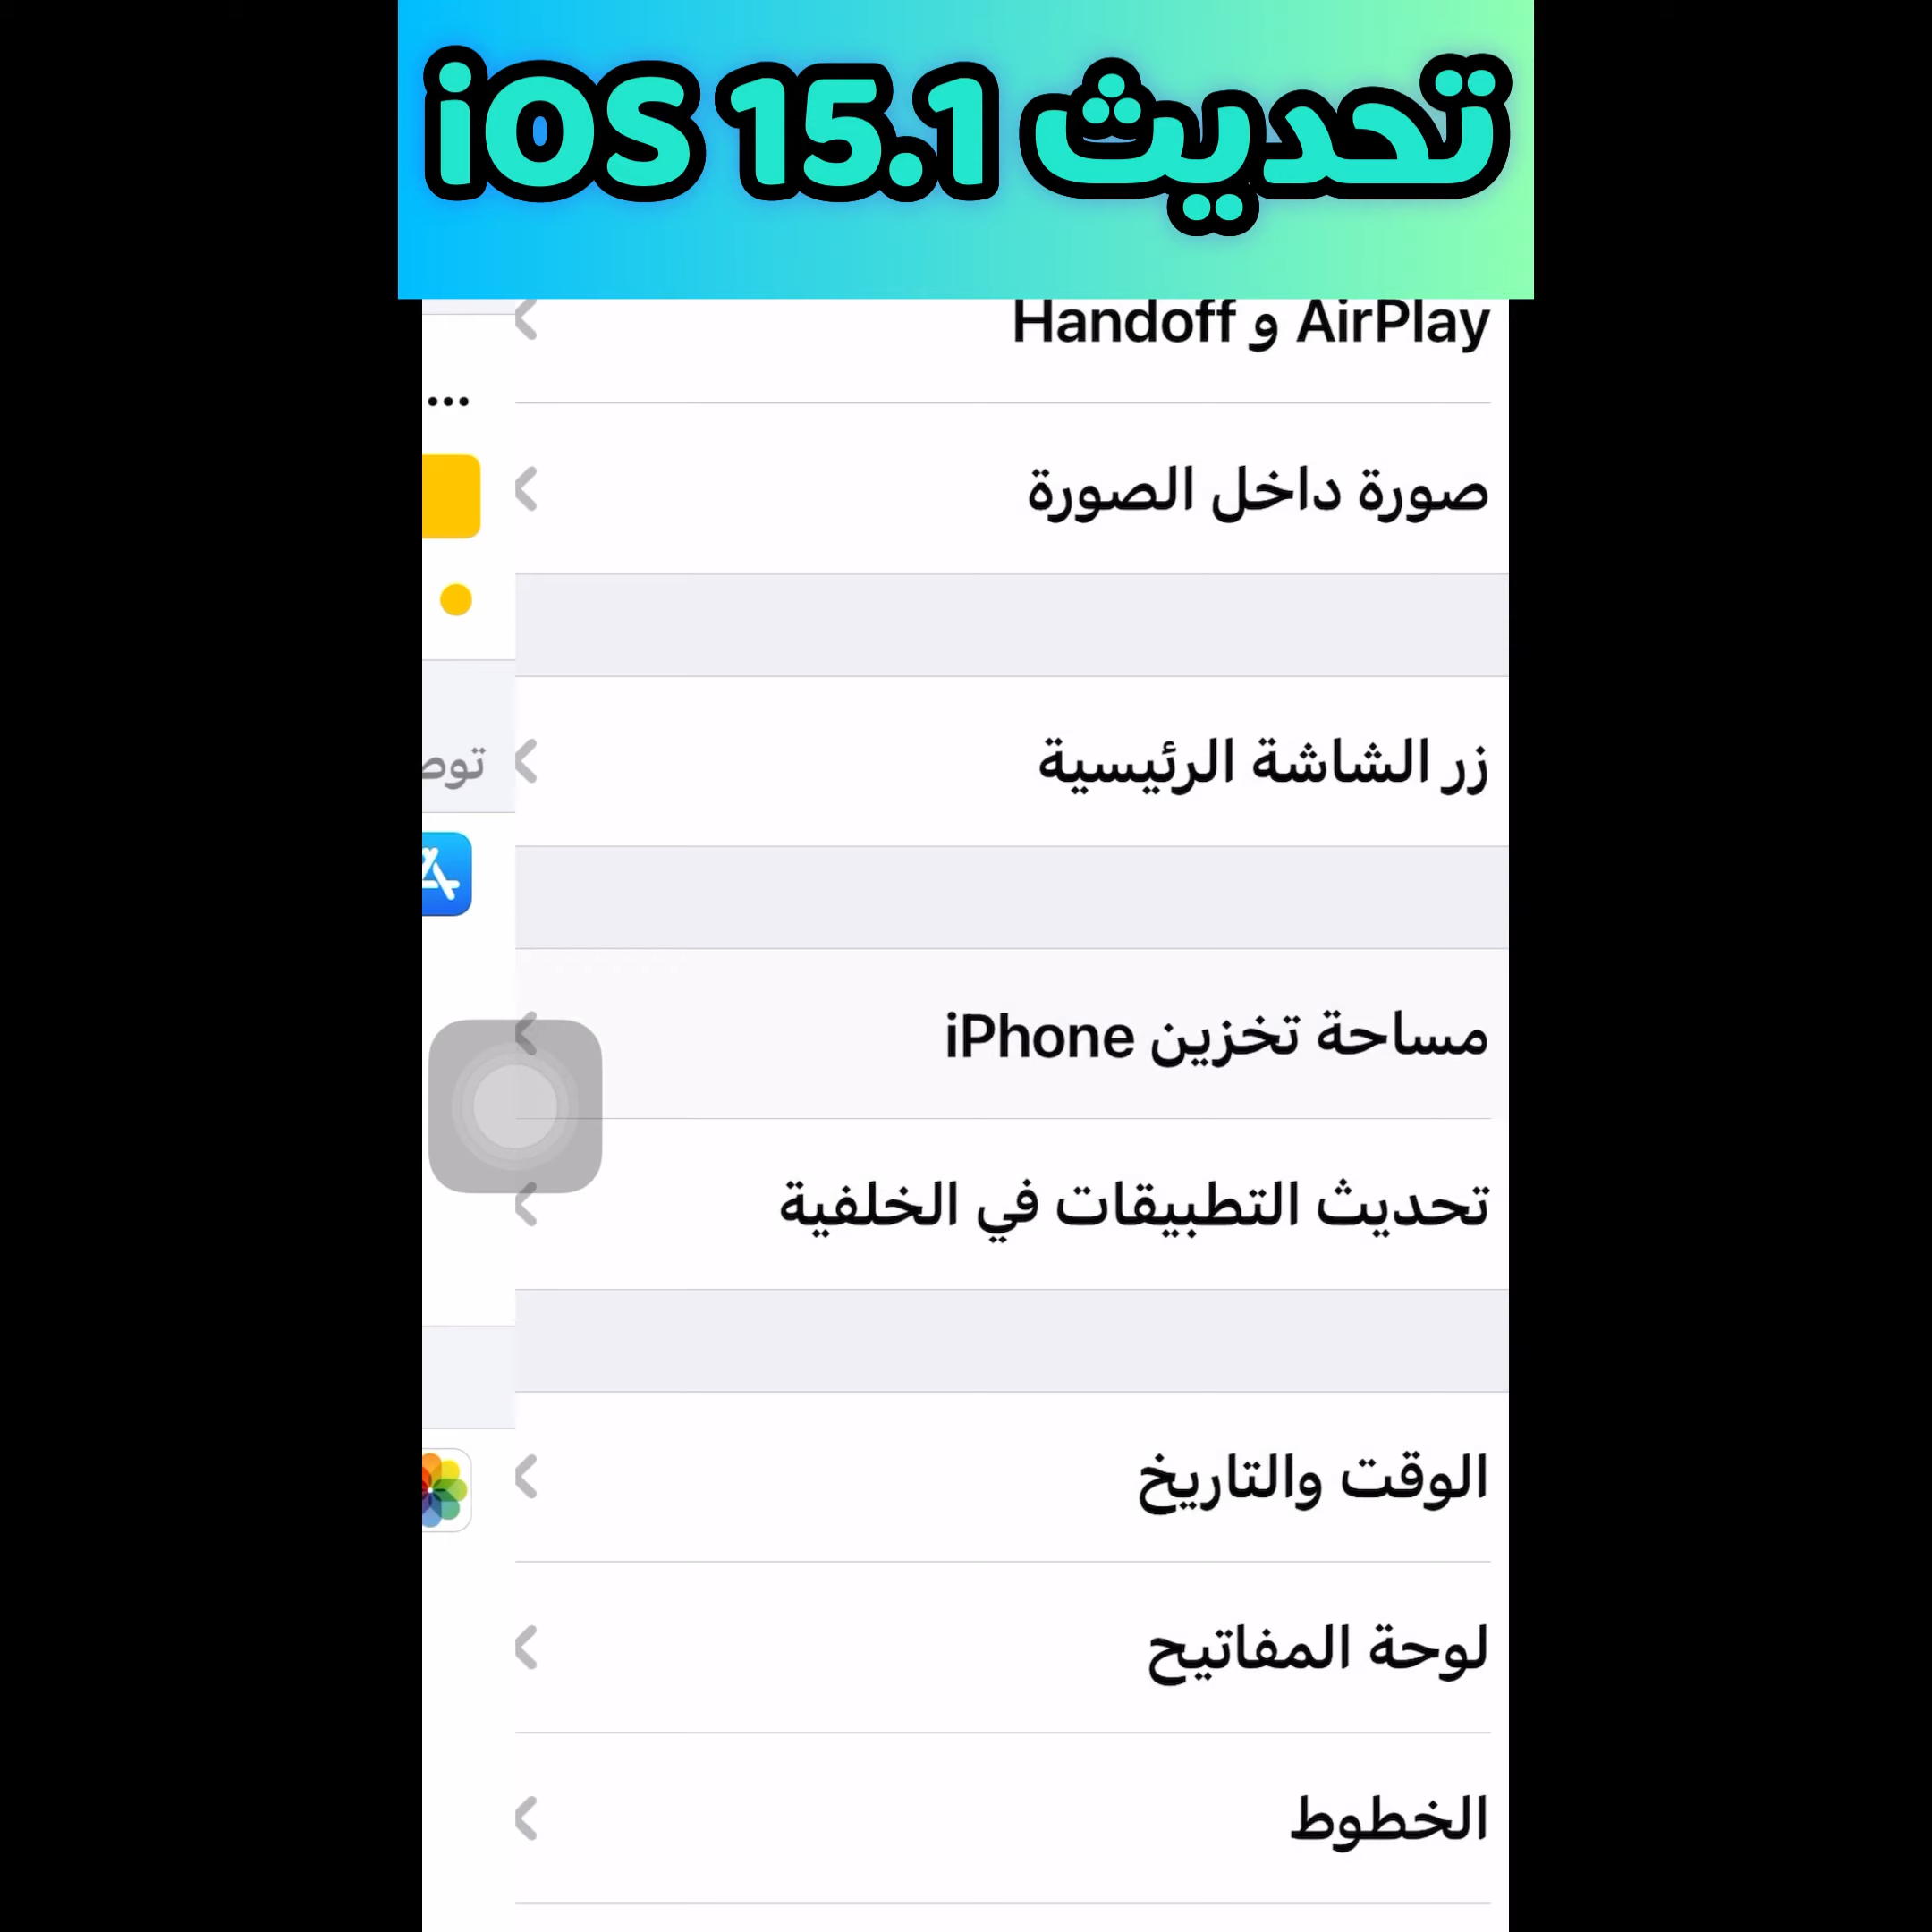 تحديث iOS 15.1
AirPlay و Handoff
...
صورة داخل الصورة
زر الشاشة الرئيسية
مساحة تخزين iPhone
تحديث التطبيقات في الخلفية
الوقت والتاريخ
لوحة المفاتيح
الخطوط